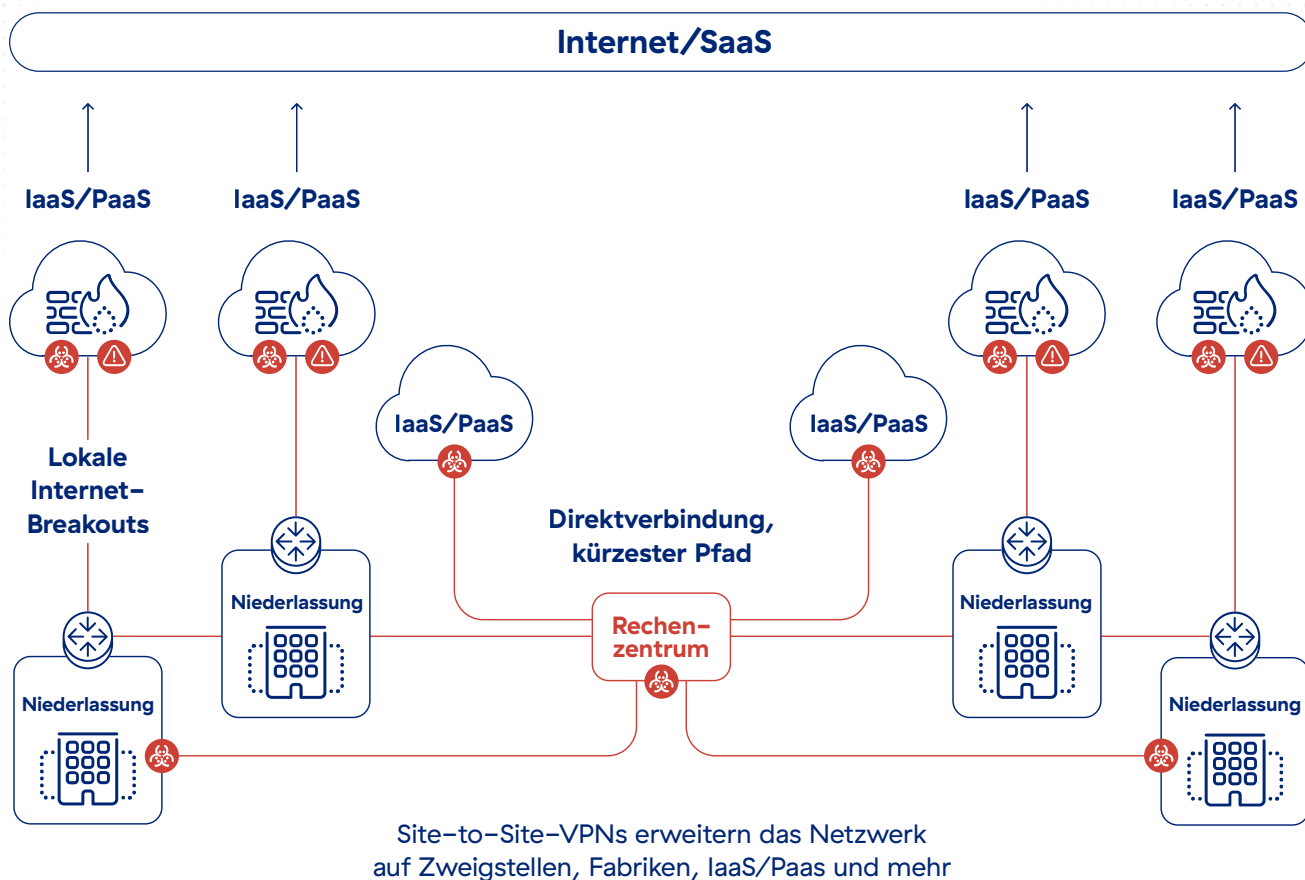 Internet/SaaS
IaaS/PaaS
IaaS/PaaS
IaaS/PaaS
IaaS/PaaS
IaaS/PaaS
IaaS/PaaS
Lokale
Internet-
Breakouts
Direktverbindung,
kürzester Pfad
Niederlassung
Niederlassung
Rechen-
zentrum
Niederlassung
Niederlassung
Site-to-Site-VPNs erweitern das Netzwerk
auf Zweigstellen, Fabriken, IaaS/Paas und mehr